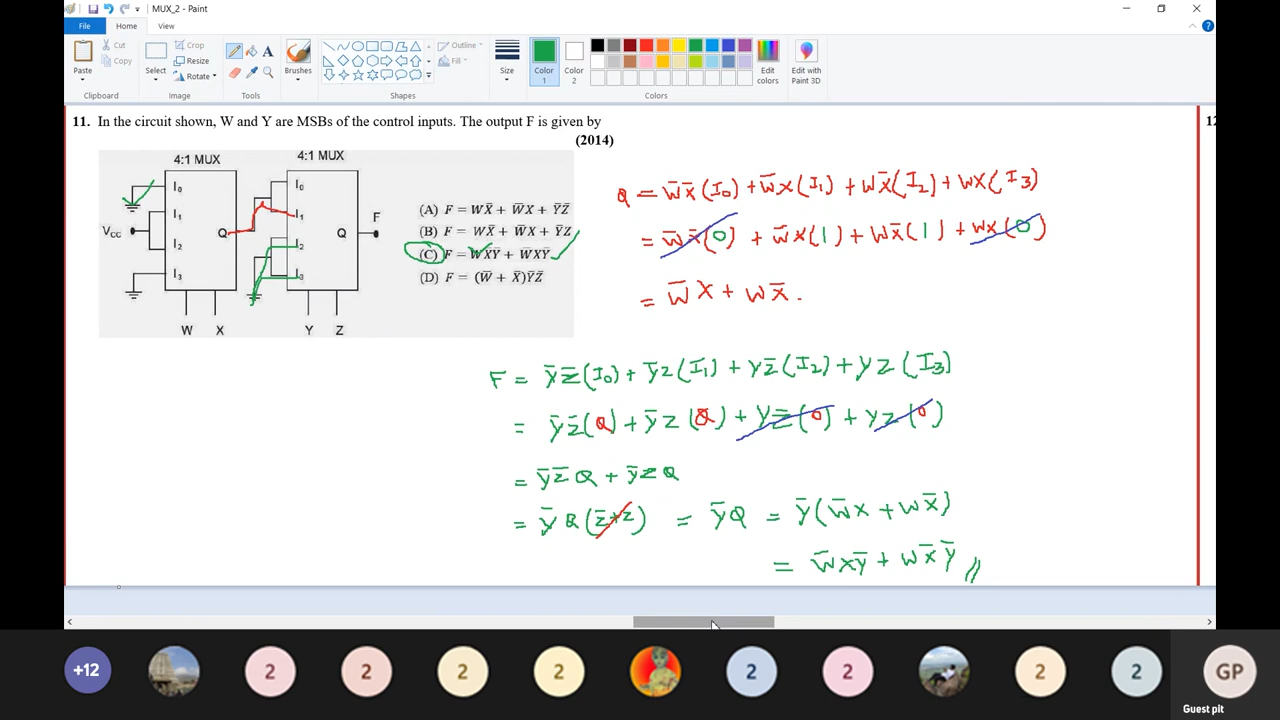 MUX_2 - Paint
File Home View
Paste Cut Copy Select Crop Resize Rotate A Brushes Outline Fill Size Color 1 Color 2 Edit colors Edit with Paint 3D
Clipboard Image Tools Shapes Colors
11. In the circuit shown, W and Y are MSBs of the control inputs. The output F is given by
(2014)
12
4:1 MUX 4:1 MUX
I₀ I₀
I₁ I₁
V_CC Q Q F
I₂ I₂
I₃ I₃
W X Y Z
(A) F = WX̄ + W̄X + ȲZ̄
(B) F = WX̄ + W̄X + ȲZ
(C) F = WX̄Ȳ + W̄XȲ
(D) F = (W̄ + X̄)ȲZ̄
Q = W̄X̄(I₀) + W̄X(I₁) + WX̄(I₂) + WX(I₃)
= W̄X̄(0) + W̄X(1) + WX̄(1) + WX(0)
= W̄X + WX̄.
F = ȲZ̄(I₀) + ȲZ(I₁) + YZ̄(I₂) + YZ(I₃)
= ȲZ̄(Q) + ȲZ(Q) + YZ̄(0) + YZ(0)
= ȲZ̄Q + ȲZQ
= ȲQ(Z̄+Z) = ȲQ = Ȳ(W̄X + WX̄)
= W̄XȲ + WX̄Ȳ //
+12 2 2 2 2 2 2 2 2 GP
Guest pit